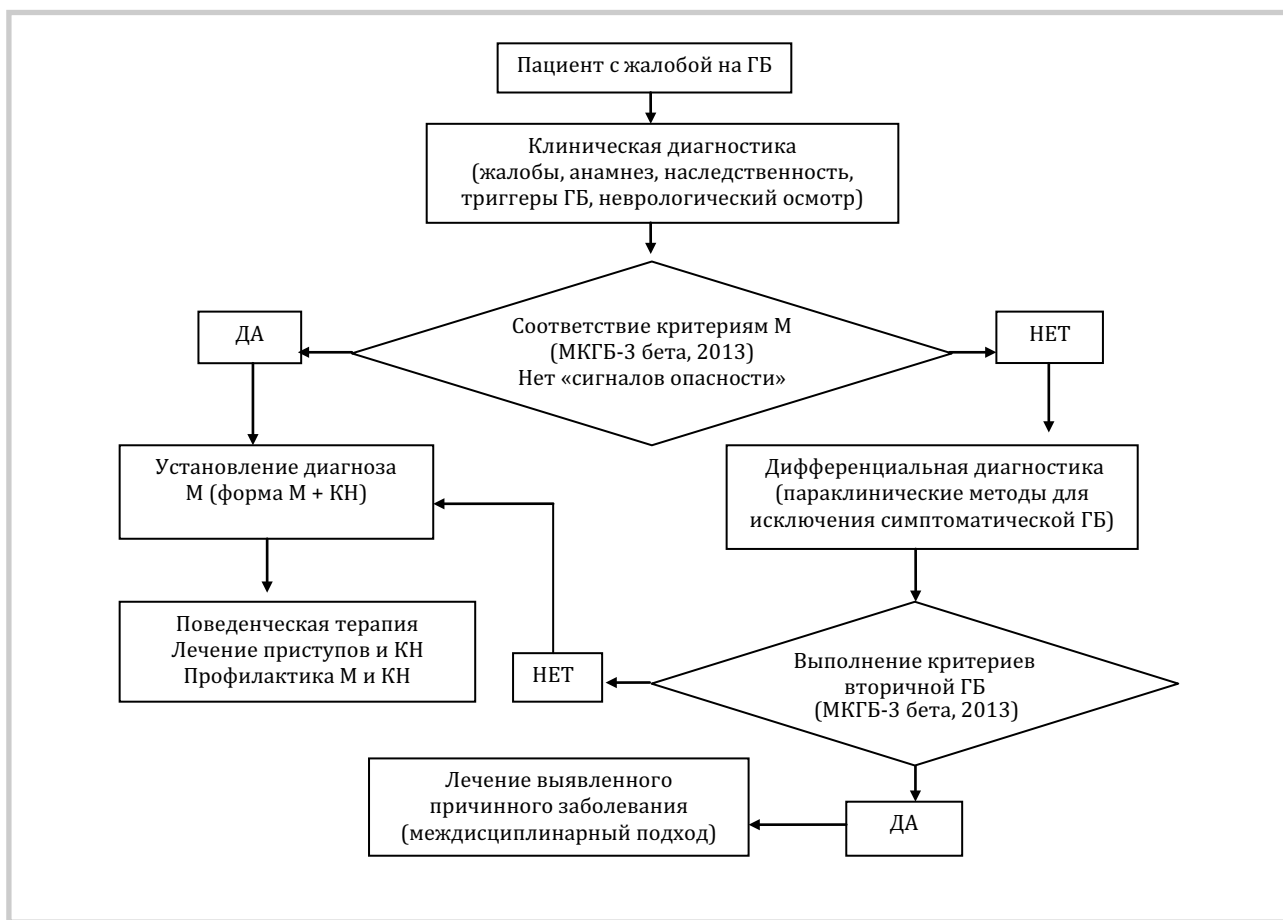 Пациент с жалобой на ГБ
Клиническая диагностика
(жалобы, анамнез, наследственность,
триггеры ГБ, неврологический осмотр)
Соответствие критериям М
(МКГБ-3 бета, 2013)
Нет «сигналов опасности»
ДА
НЕТ
Установление диагноза
М (форма М + КН)
Дифференциальная диагностика
(параклинические методы для
исключения симптоматической ГБ)
Поведенческая терапия
Лечение приступов и КН
Профилактика М и КН
НЕТ
Выполнение критериев
вторичной ГБ
(МКГБ-3 бета, 2013)
Лечение выявленного
причинного заболевания
(междисциплинарный подход)
ДА